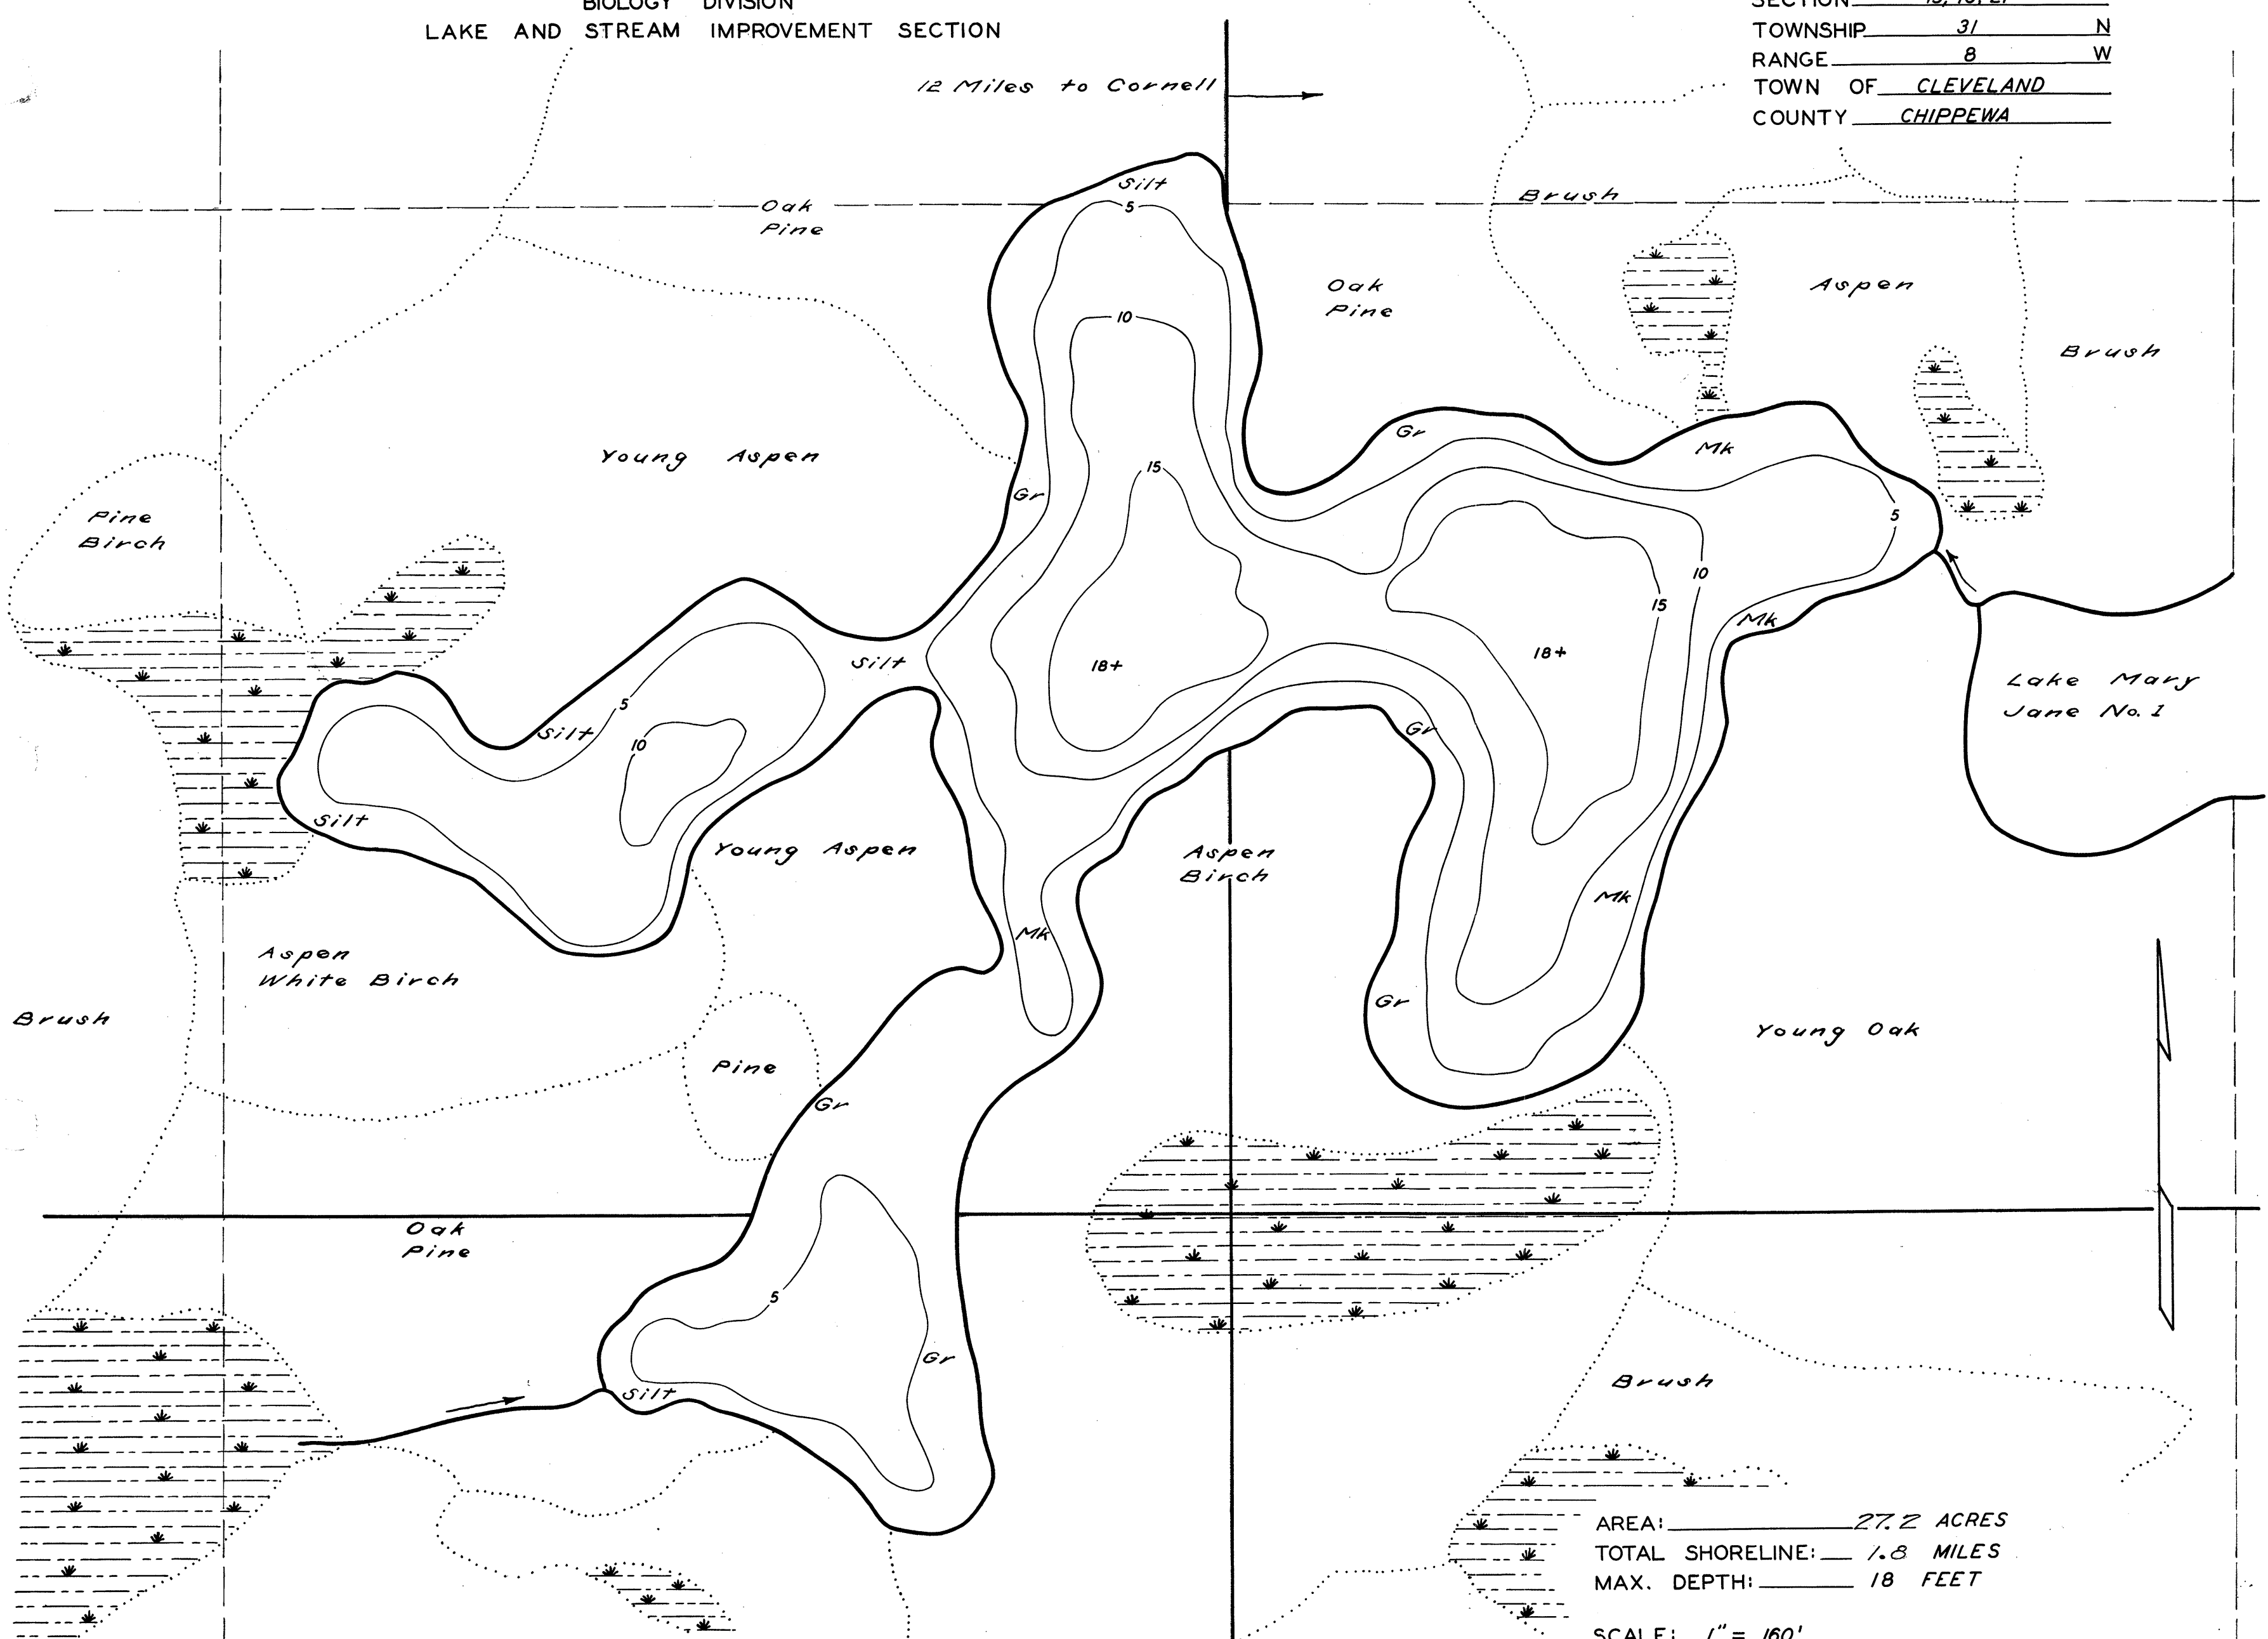 BIOLOGY DIVISION
LAKE AND STREAM IMPROVEMENT SECTION
SECTION
TOWNSHIP 31 N
RANGE 8 W
TOWN OF CLEVELAND
COUNTY CHIPPEWA
12 Miles to Cornell
Silt
5
Oak
Pine
Brush
Oak
Pine
Aspen
10
Brush
Gr
Mk
Young Aspen
15
Gr
5
Pine
Birch
10
15
Mk
Silt
18+
18+
Lake Mary
Jane No. 1
5
Silt
10
Gr
Silt
Young Aspen
Aspen
Birch
Mk
Mk
Aspen
White Birch
Gr
Brush
Young Oak
Pine
Gr
Oak
Pine
5
Gr
Silt
Brush
AREA: 27.2 ACRES
TOTAL SHORELINE: 1.8 MILES
MAX. DEPTH: 18 FEET
SCALE: 1" = 160'